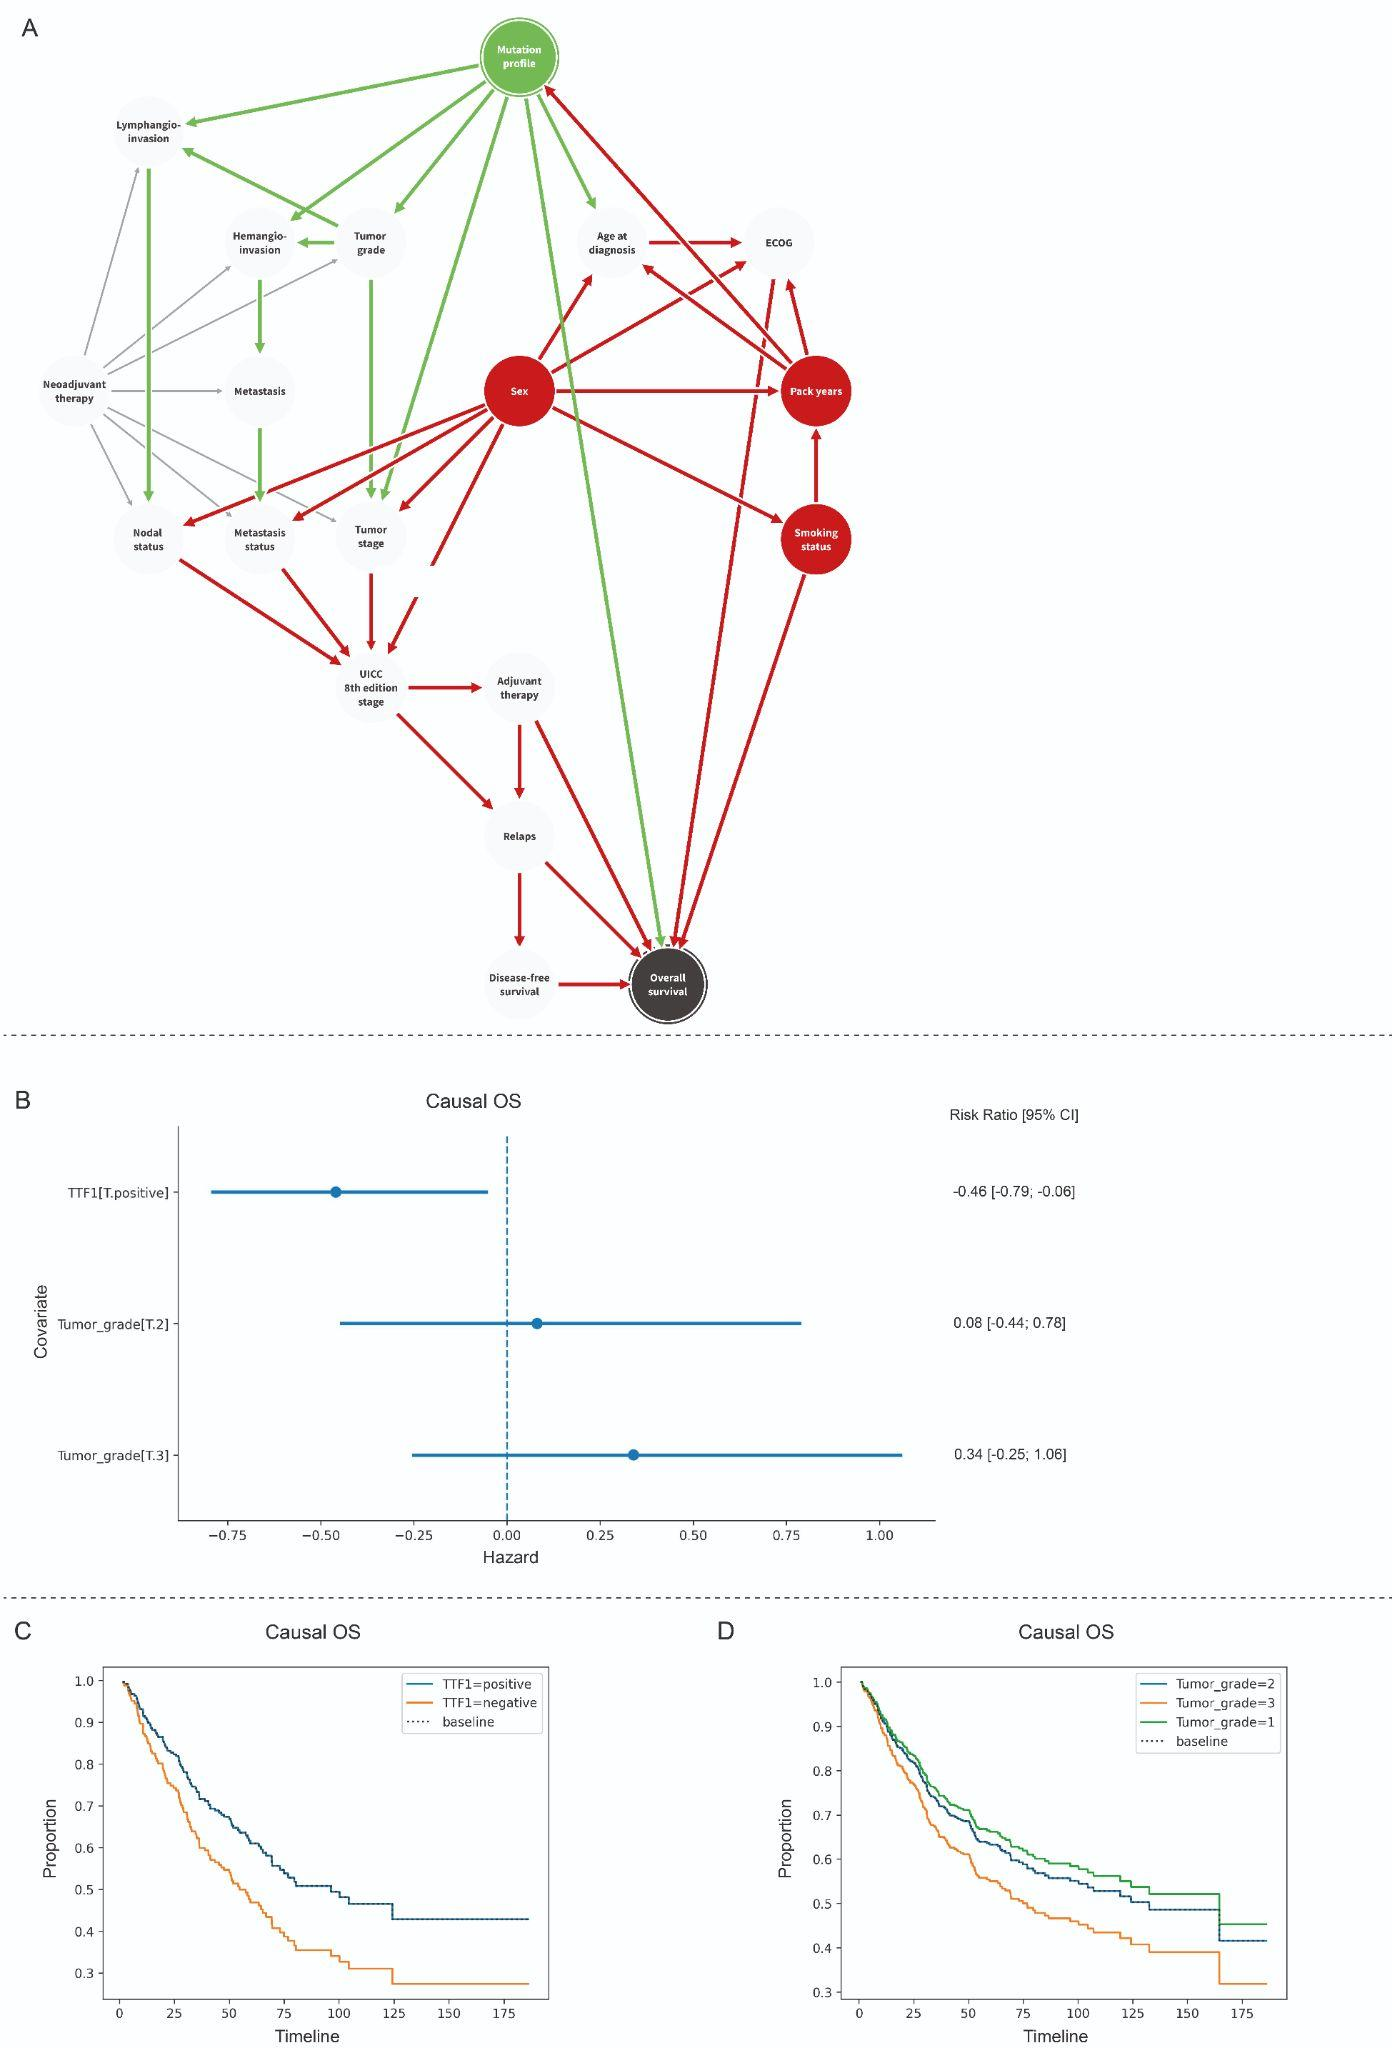 A
Mutation
profile
Lymphangio-
invasion
Hemangio-
invasion
Tumor
grade
Age at
diagnosis
ECOG
Neoadjuvant
therapy
Metastasis
Sex
Pack years
Nodal
status
Metastasis
status
Tumor
stage
Smoking
status
UICC
8th edition
stage
Adjuvant
therapy
Relaps
Disease-free
survival
Overall
survival
B
Causal OS
Risk Ratio [95% CI]
TTF1[T.positive]
-0.46 [-0.79; -0.06]
Covariate
Tumor_grade[T.2]
0.08 [-0.44; 0.78]
Tumor_grade[T.3]
0.34 [-0.25; 1.06]
−0.75 −0.50 −0.25 0.00 0.25 0.50 0.75 1.00
Hazard
C
Causal OS
TTF1=positive
TTF1=negative
baseline
Proportion
1.0
0.9
0.8
0.7
0.6
0.5
0.4
0.3
0 25 50 75 100 125 150 175
Timeline
D
Causal OS
Tumor_grade=2
Tumor_grade=3
Tumor_grade=1
baseline
Proportion
1.0
0.9
0.8
0.7
0.6
0.5
0.4
0.3
0 25 50 75 100 125 150 175
Timeline